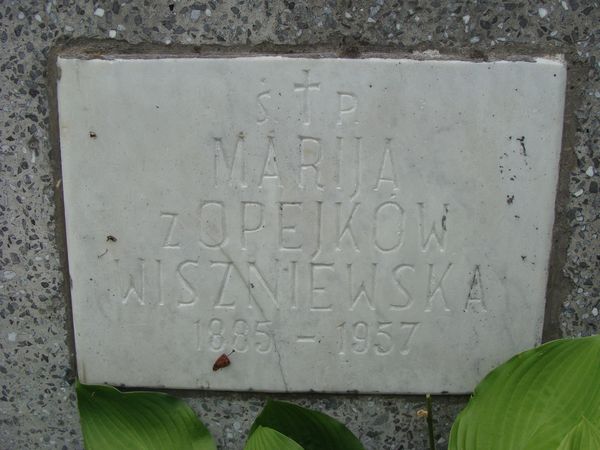 Ś † P.
MARIJA
z OPEJKÓW
WISZNIEWSKA
1885 - 1957